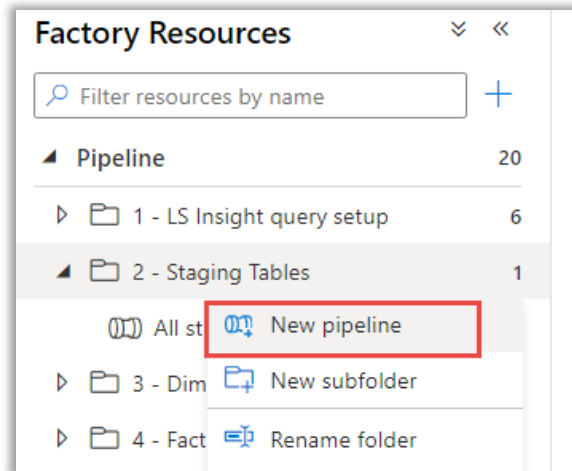 Factory Resources
Filter resources by name
Pipeline 20
1 - LS Insight query setup 6
2 - Staging Tables 1
All st New pipeline
3 - Dim New subfolder
4 - Fact Rename folder